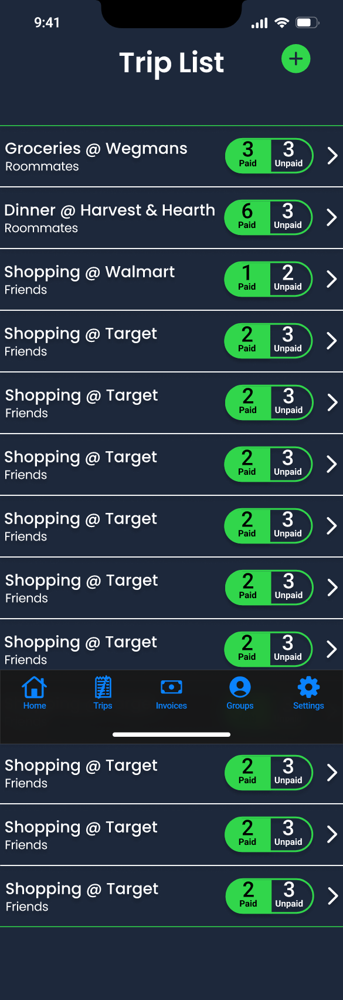 9:41
Trip List
Groceries @ Wegmans
Roommates
3 Paid
3 Unpaid
Dinner @ Harvest & Hearth
Roommates
6 Paid
3 Unpaid
Shopping @ Walmart
Friends
1 Paid
2 Unpaid
Shopping @ Target
Friends
2 Paid
3 Unpaid
Shopping @ Target
Friends
2 Paid
3 Unpaid
Shopping @ Target
Friends
2 Paid
3 Unpaid
Shopping @ Target
Friends
2 Paid
3 Unpaid
Shopping @ Target
Friends
2 Paid
3 Unpaid
Shopping @ Target
Friends
2 Paid
3 Unpaid
Home Trips Invoices Groups Settings
Shopping @ Target
Friends
2 Paid
3 Unpaid
Shopping @ Target
Friends
2 Paid
3 Unpaid
Shopping @ Target
Friends
2 Paid
3 Unpaid